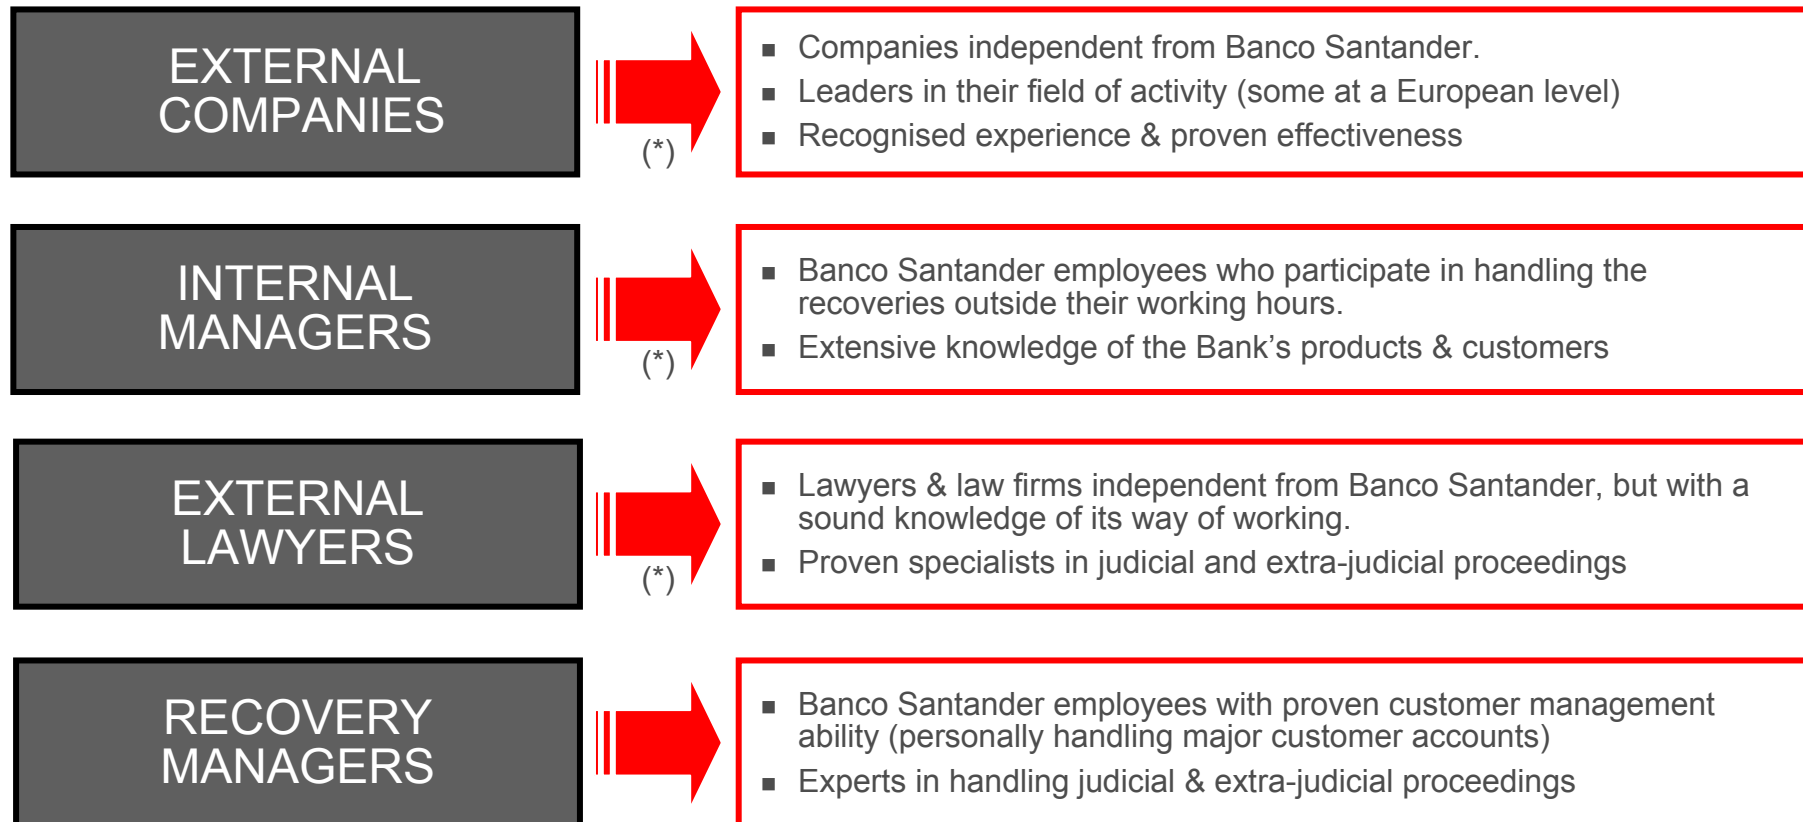 EXTERNAL
COMPANIES
(*)
■ Companies independent from Banco Santander.
■ Leaders in their field of activity (some at a European level)
■ Recognised experience & proven effectiveness
INTERNAL
MANAGERS
(*)
■ Banco Santander employees who participate in handling the
recoveries outside their working hours.
■ Extensive knowledge of the Bank’s products & customers
EXTERNAL
LAWYERS
(*)
■ Lawyers & law firms independent from Banco Santander, but with a
sound knowledge of its way of working.
■ Proven specialists in judicial and extra-judicial proceedings
RECOVERY
MANAGERS
■ Banco Santander employees with proven customer management
ability (personally handling major customer accounts)
■ Experts in handling judicial & extra-judicial proceedings